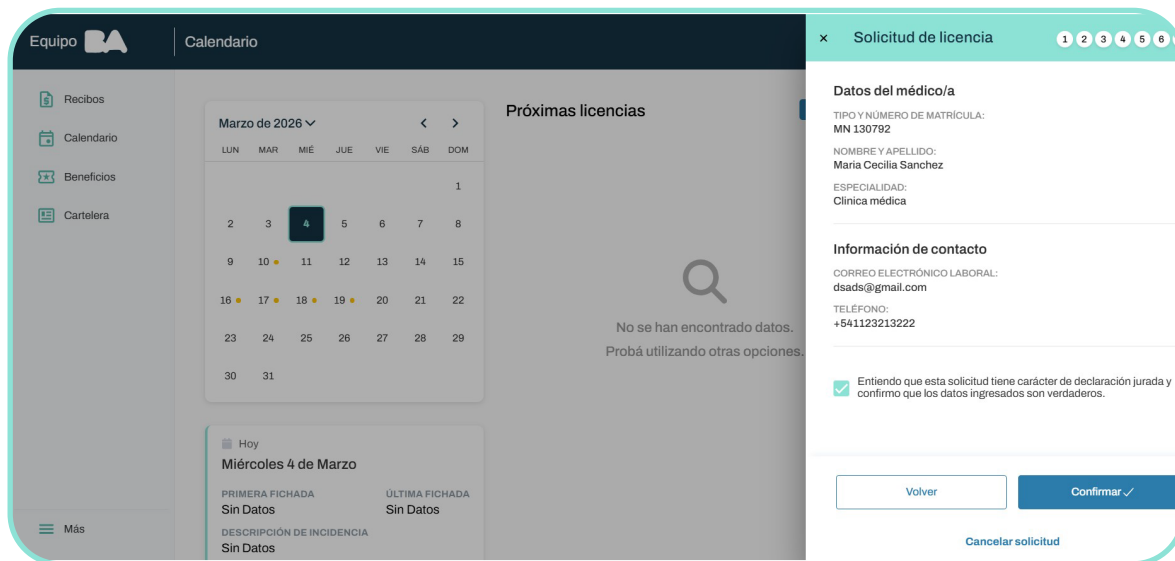 Equipo BA
Calendario
Recibos
Calendario
Beneficios
Cartelera
Más
Marzo de 2026
LUN MAR MIÉ JUE VIE SÁB DOM
1
2 3 4 5 6 7 8
9 10 11 12 13 14 15
16 17 18 19 20 21 22
23 24 25 26 27 28 29
30 31
Hoy
Miércoles 4 de Marzo
PRIMERA FICHADA ÚLTIMA FICHADA
Sin Datos Sin Datos
DESCRIPCIÓN DE INCIDENCIA
Sin Datos
Próximas licencias
No se han encontrado datos.
Probá utilizando otras opciones.
× Solicitud de licencia 1 2 3 4 5 6
Datos del médico/a
TIPO Y NÚMERO DE MATRÍCULA:
MN 130792
NOMBRE Y APELLIDO:
Maria Cecilia Sanchez
ESPECIALIDAD:
Clinica médica
Información de contacto
CORREO ELECTRÓNICO LABORAL:
dsads@gmail.com
TELÉFONO:
+541123213222
Entiendo que esta solicitud tiene carácter de declaración jurada y
confirmo que los datos ingresados son verdaderos.
Volver Confirmar
Cancelar solicitud